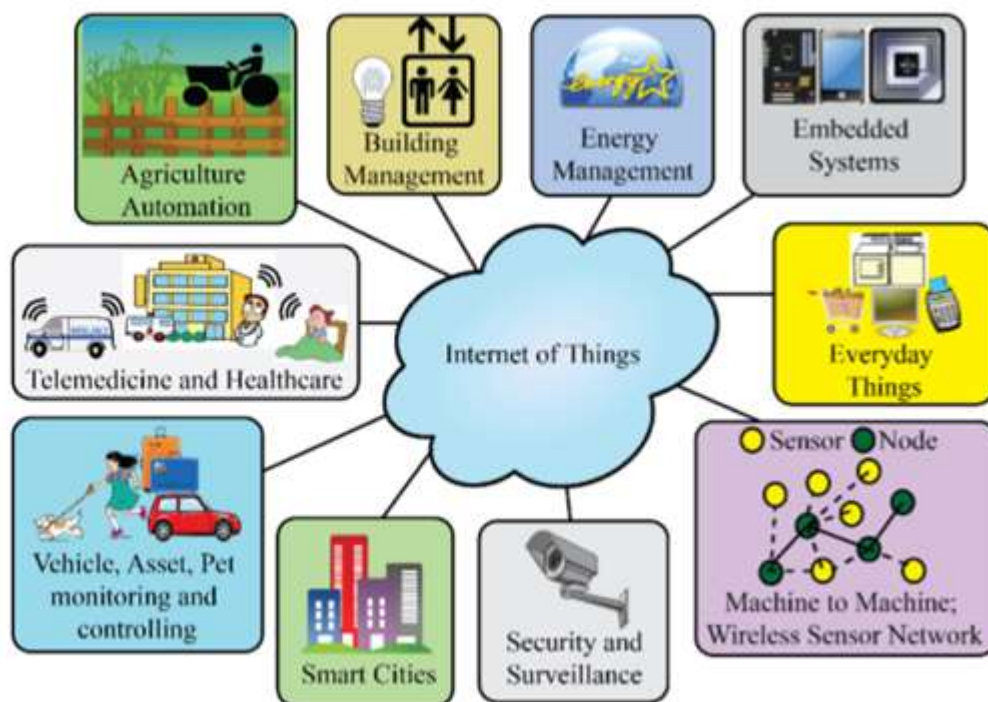 Agriculture
Automation
Building
Management
Energy
Energy
Management
Embedded
Systems
Telemedicine and Healthcare
Internet of Things
Everyday
Things
Vehicle, Asset, Pet
monitoring and
controlling
Smart Cities
Security and
Surveillance
Sensor Node
Machine to Machine;
Wireless Sensor Network